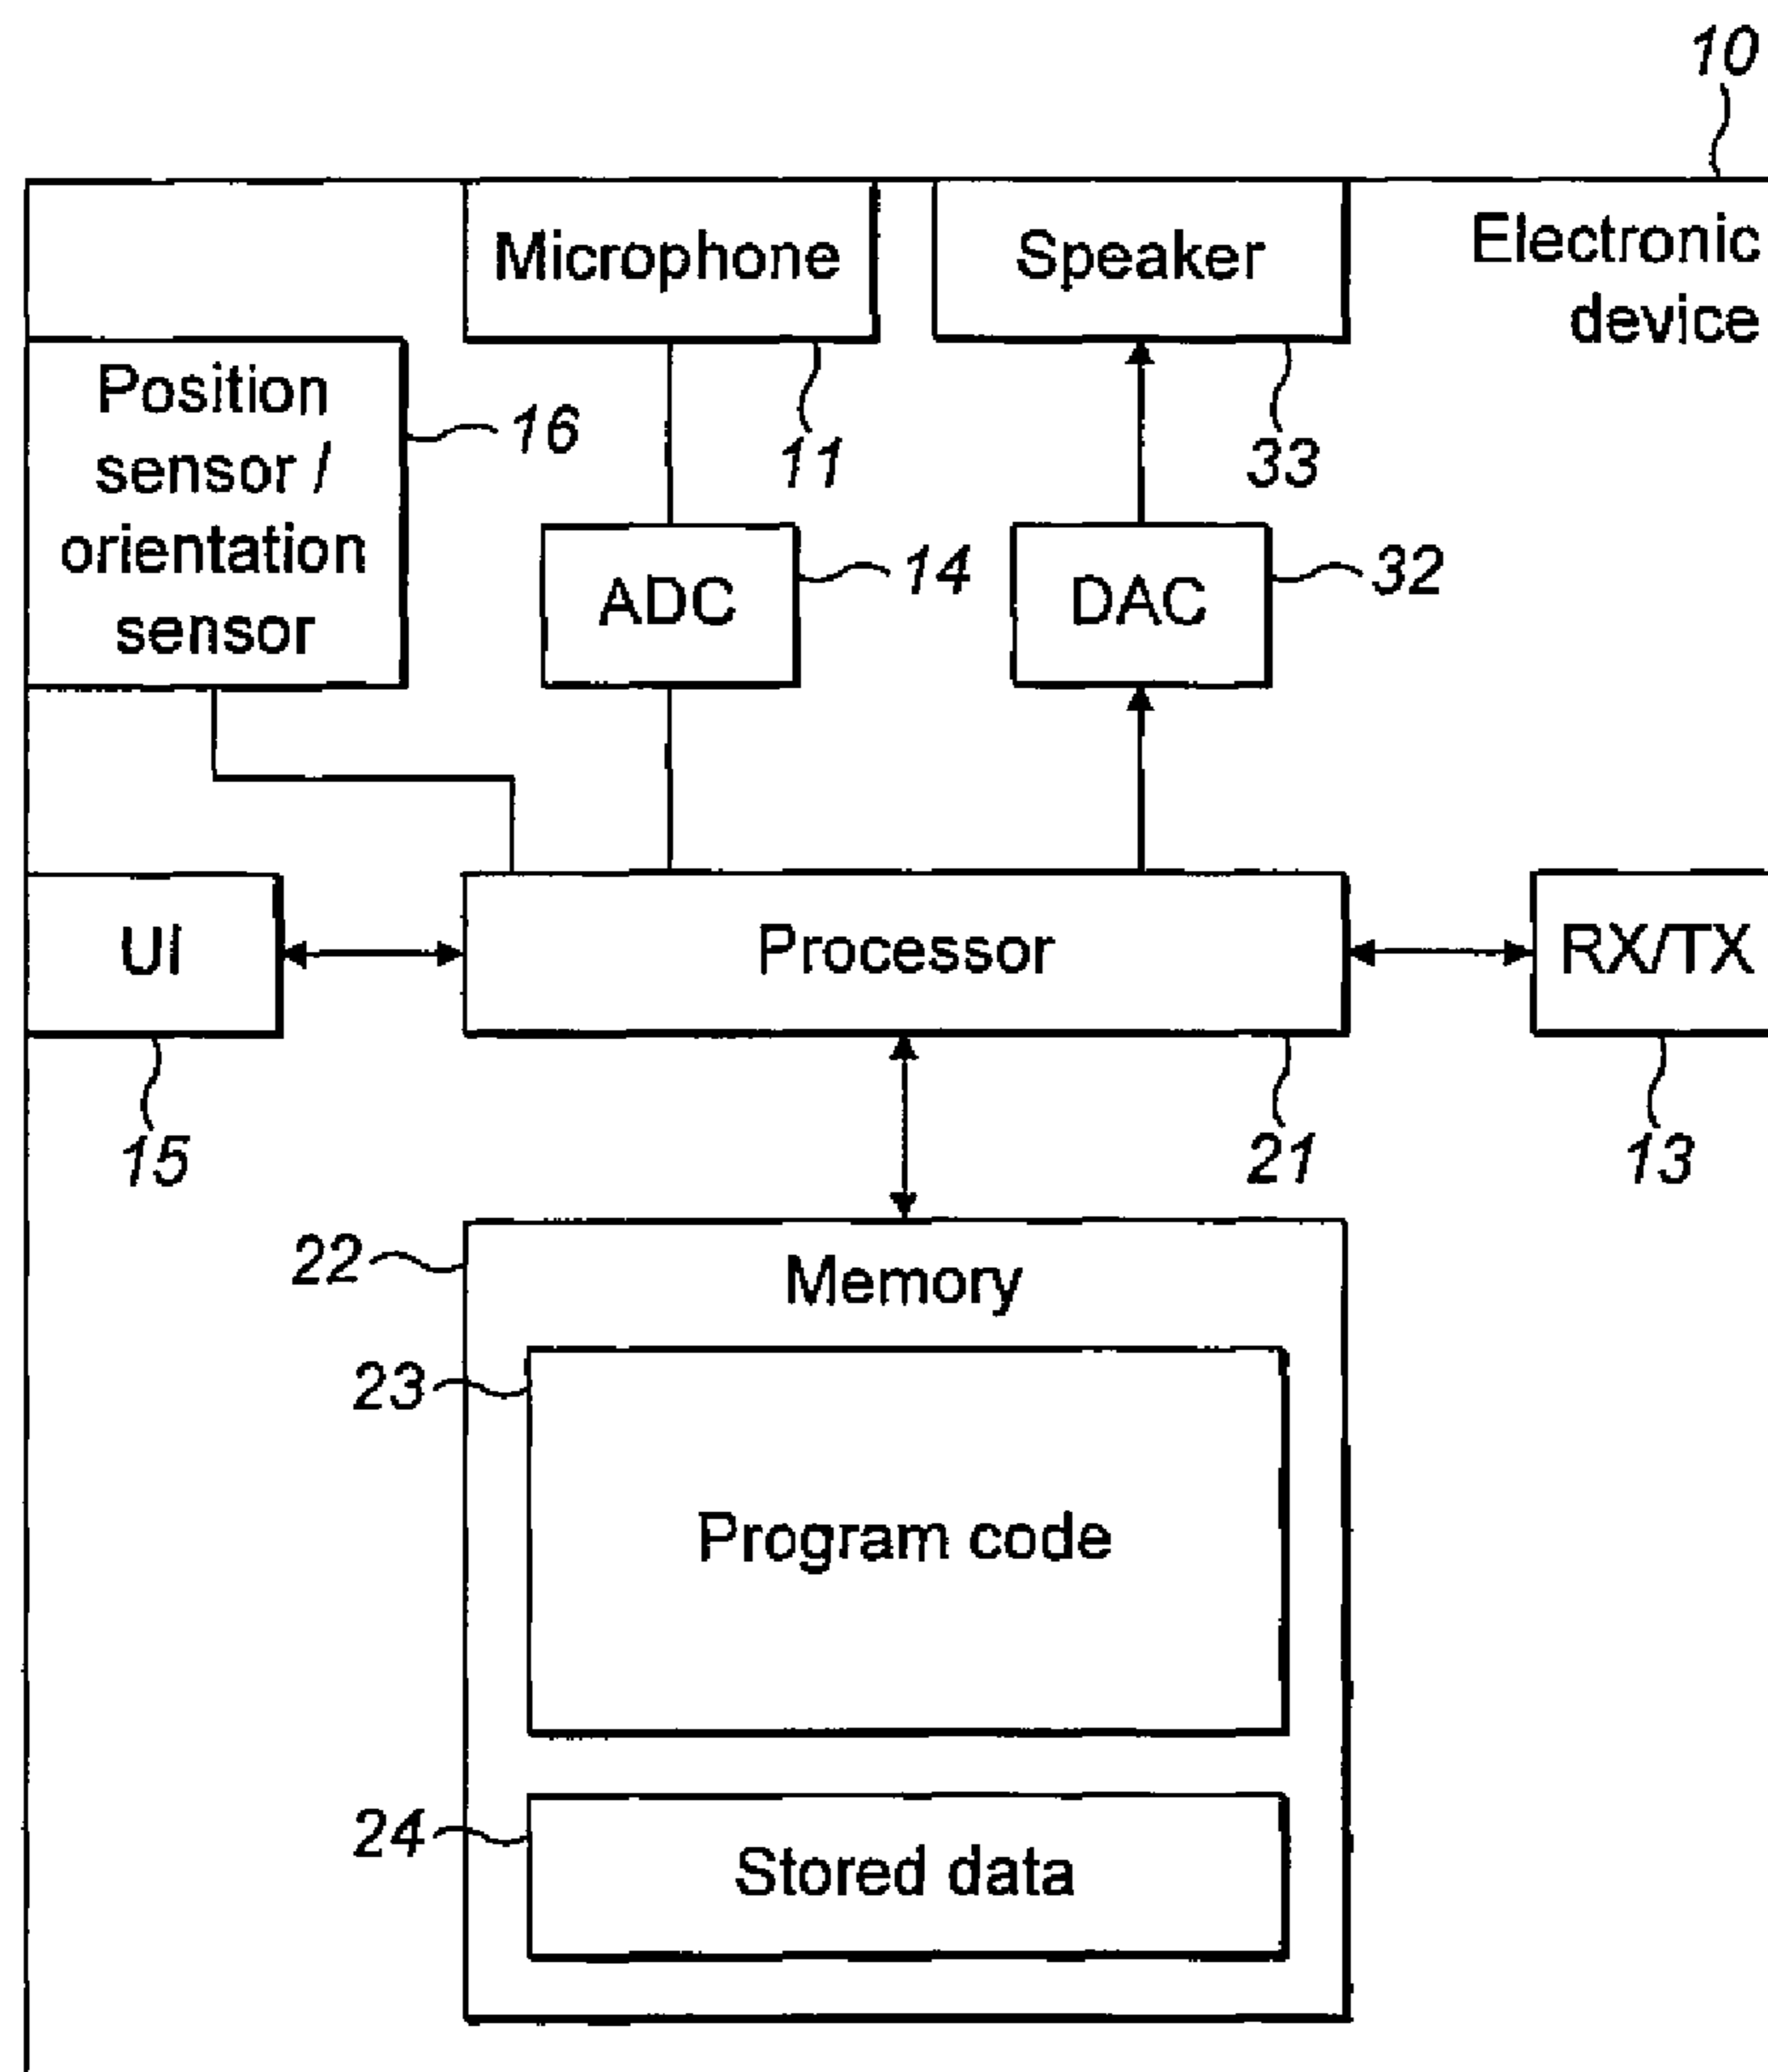 10
Microphone
Speaker
Electronic
device
Position
sensor /
orientation
sensor
16
11
33
ADC
14
DAC
32
UI
Processor
RX/TX
15
21
13
22
Memory
23
Program code
24
Stored data